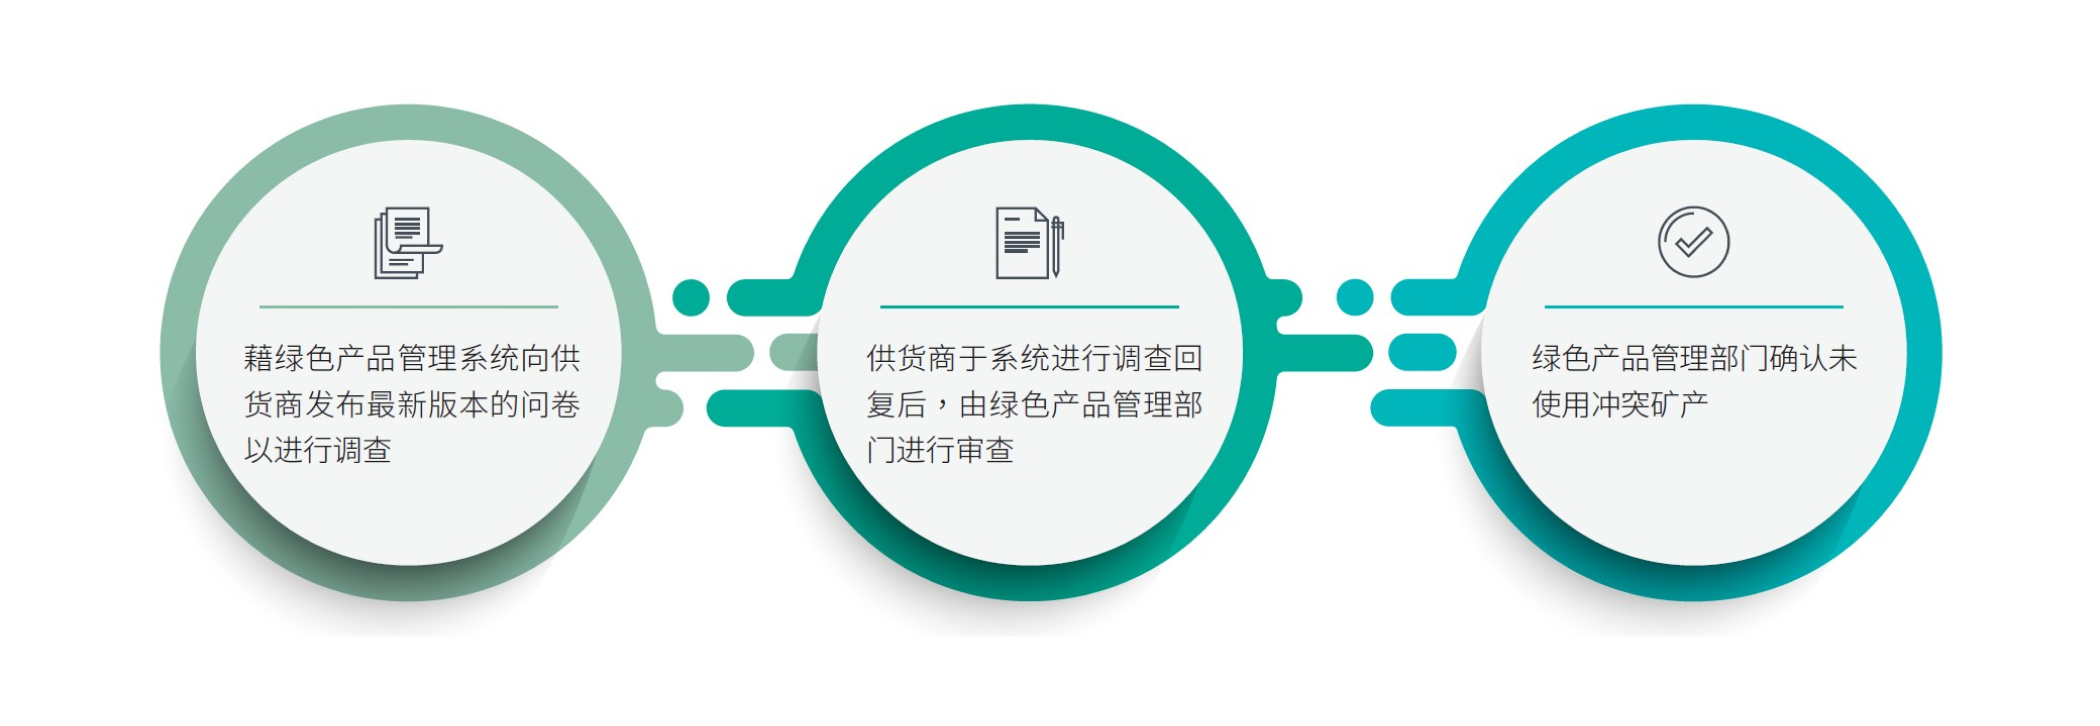 藉绿色产品管理系统向供
货商发布最新版本的问卷
以进行调查
供货商于系统进行调查回
复后，由绿色产品管理部
门进行审查
绿色产品管理部门确认未
使用冲突矿产